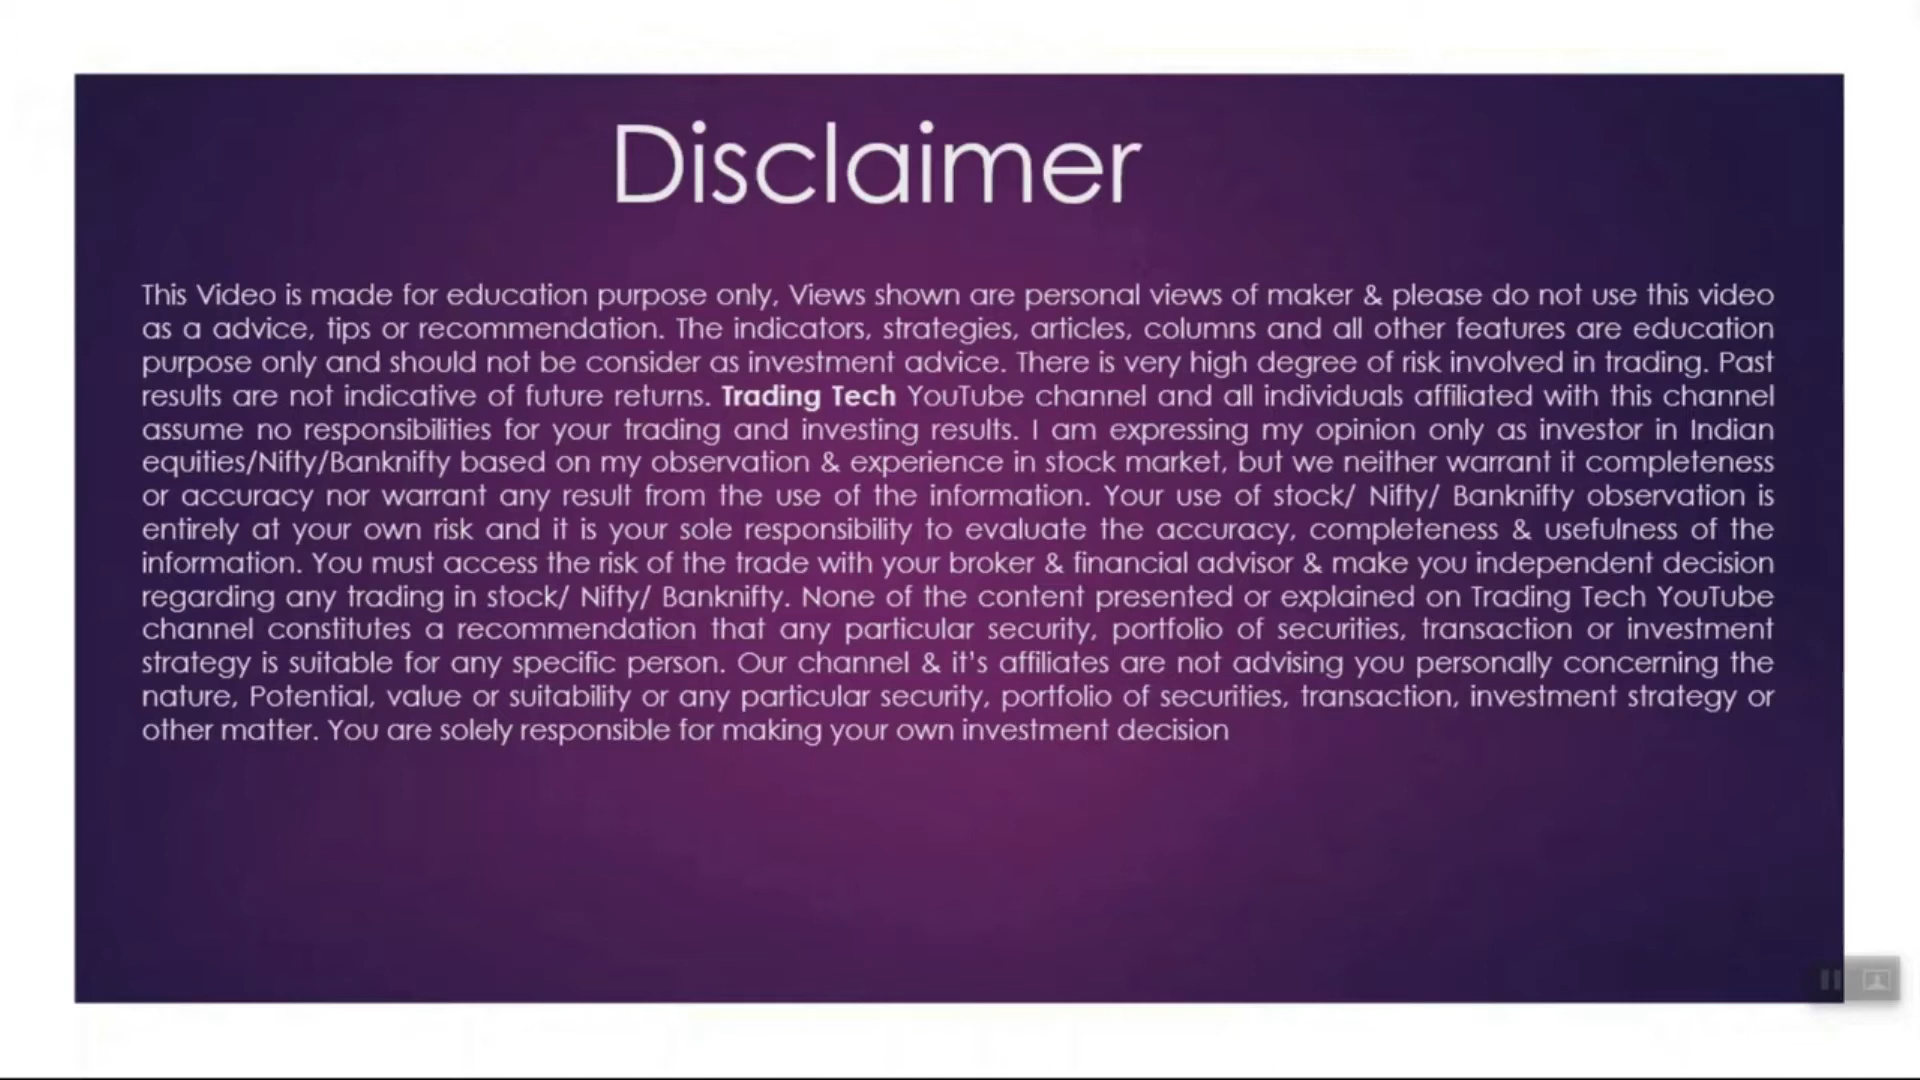 Disclaimer
This Video is made for education purpose only, Views shown are personal views of maker & please do not use this video
as a advice, tips or recommendation. The indicators, strategies, articles, columns and all other features are education
purpose only and should not be consider as investment advice. There is very high degree of risk involved in trading. Past
results are not indicative of future returns. Trading Tech YouTube channel and all individuals affiliated with this channel
assume no responsibilities for your trading and investing results. I am expressing my opinion only as investor in Indian
equities/Nifty/Banknifty based on my observation & experience in stock market, but we neither warrant it completeness
or accuracy nor warrant any result from the use of the information. Your use of stock/ Nifty/ Banknifty observation is
entirely at your own risk and it is your sole responsibility to evaluate the accuracy, completeness & usefulness of the
information. You must access the risk of the trade with your broker & financial advisor & make you independent decision
regarding any trading in stock/ Nifty/ Banknifty. None of the content presented or explained on Trading Tech YouTube
channel constitutes a recommendation that any particular security, portfolio of securities, transaction or investment
strategy is suitable for any specific person. Our channel & it's affiliates are not advising you personally concerning the
nature, Potential, value or suitability or any particular security, portfolio of securities, transaction, investment strategy or
other matter. You are solely responsible for making your own investment decision